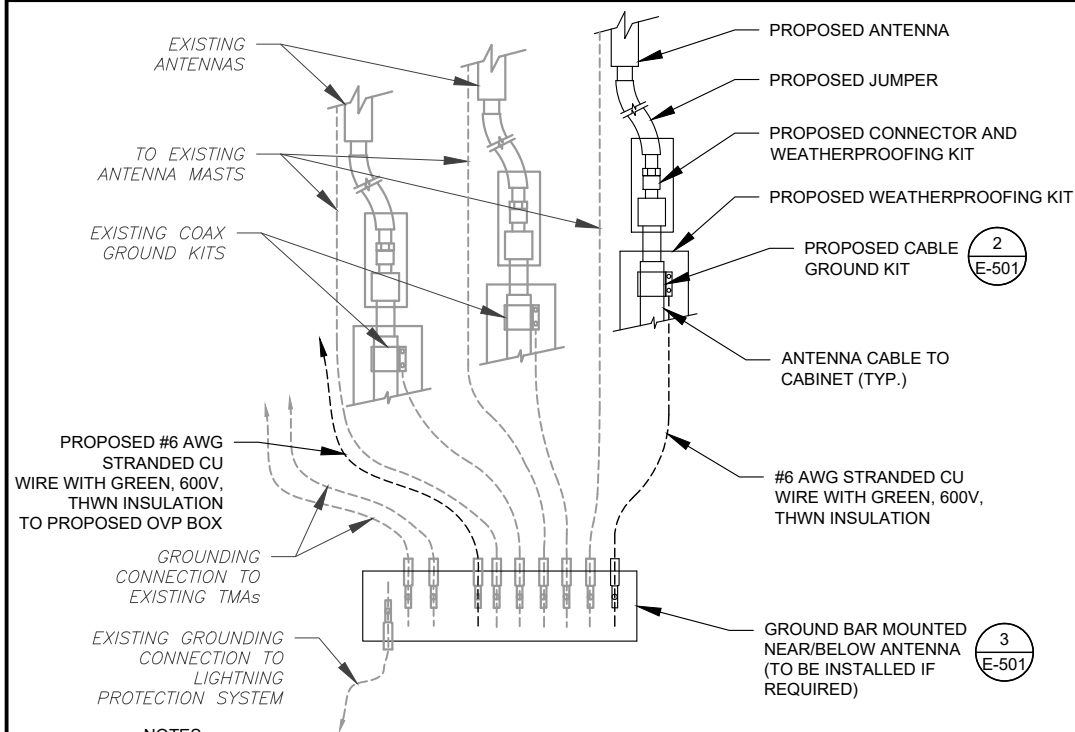 EXISTING
ANTENNAS
TO EXISTING
ANTENNA MASTS
EXISTING COAX
GROUND KITS
PROPOSED #6 AWG
STRANDED CU
WIRE WITH GREEN, 600V,
THWN INSULATION
TO PROPOSED OVP BOX
GROUNDING
CONNECTION TO
EXISTING TMAs
EXISTING GROUNDING
CONNECTION TO
LIGHTNING
PROTECTION SYSTEM
NOTES
PROPOSED ANTENNA
PROPOSED JUMPER
PROPOSED CONNECTOR AND
WEATHERPROOFING KIT
PROPOSED WEATHERPROOFING KIT
PROPOSED CABLE
GROUND KIT
2
E-501
ANTENNA CABLE TO
CABINET (TYP.)
#6 AWG STRANDED CU
WIRE WITH GREEN, 600V,
THWN INSULATION
GROUND BAR MOUNTED
NEAR/BELOW ANTENNA
(TO BE INSTALLED IF
REQUIRED)
3
E-501